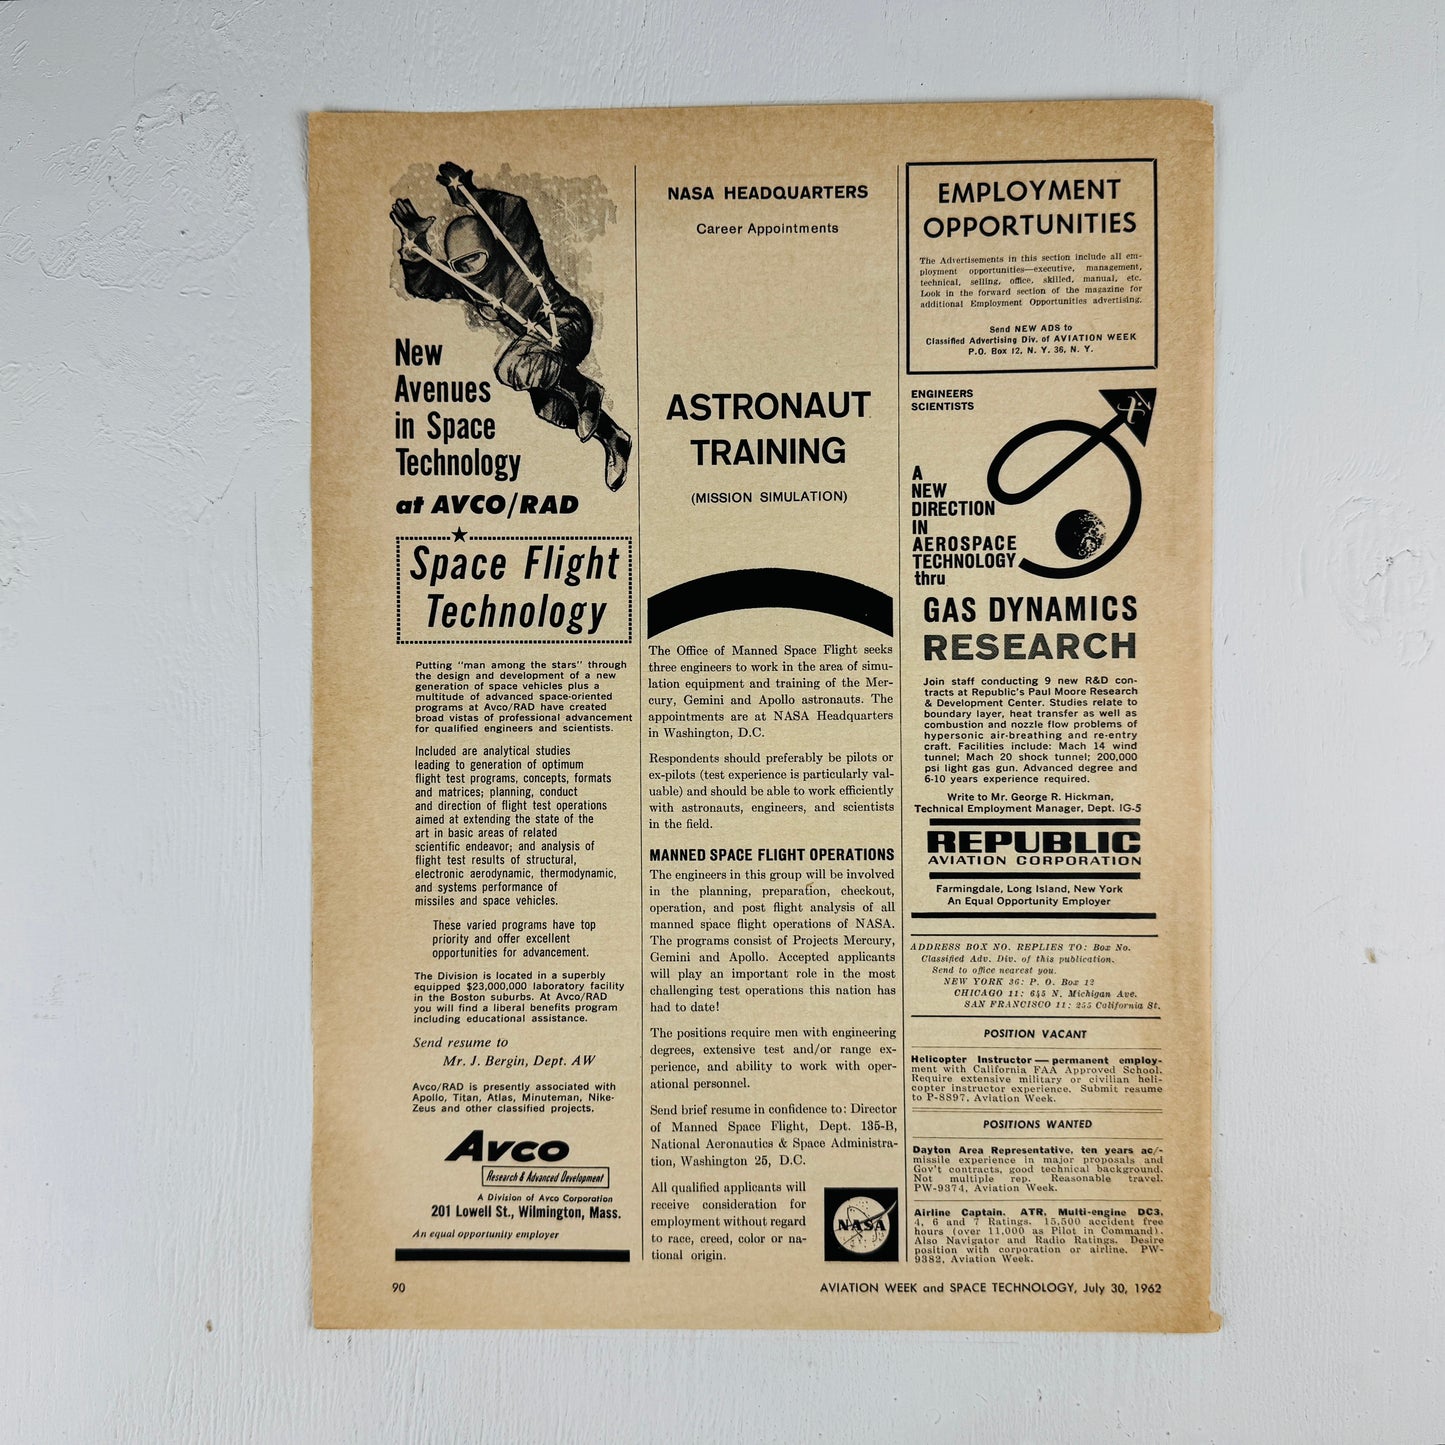 New
Avenues
in Space
Technology
at AVCO/RAD
Space Flight
Technology
Putting "man among the stars" through
the design and development of a new
generation of space vehicles plus a
multitude of advanced space-oriented
programs at Avco/RAD have created
broad vistas of professional advancement
for qualified engineers and scientists.
Included are analytical studies
leading to generation of optimum
flight test programs, concepts, formats
and matrices; planning, conduct
and direction of flight test operations
aimed at extending the state of the
art in basic areas of related
scientific endeavor; and analysis of
flight test results of structural,
electronic aerodynamic, thermodynamic,
and systems performance of
missiles and space vehicles.
These varied programs have top
priority and offer excellent
opportunities for advancement.
The Division is located in a superbly
equipped $23,000,000 laboratory facility
in the Boston suburbs. At Avco/RAD
you will find a liberal benefits program
including educational assistance.
Send resume to
Mr. J. Bergin, Dept. AW
Avco/RAD is presently associated with
Apollo, Titan, Atlas, Minuteman, Nike-
Zeus and other classified projects.
Avco
Research & Advanced Development
A Division of Avco Corporation
201 Lowell St., Wilmington, Mass.
An equal opportunity employer
NASA HEADQUARTERS
Career Appointments
ASTRONAUT
TRAINING
(MISSION SIMULATION)
The Office of Manned Space Flight seeks
three engineers to work in the area of simu-
lation equipment and training of the Mer-
cury, Gemini and Apollo astronauts. The
appointments are at NASA Headquarters
in Washington, D.C.
Respondents should preferably be pilots or
ex-pilots (test experience is particularly val-
uable) and should be able to work efficiently
with astronauts, engineers, and scientists
in the field.
MANNED SPACE FLIGHT OPERATIONS
The engineers in this group will be involved
in the planning, preparation, checkout,
operation, and post flight analysis of all
manned space flight operations of NASA.
The programs consist of Projects Mercury,
Gemini and Apollo. Accepted applicants
will play an important role in the most
challenging test operations this nation has
had to date!
The positions require men with engineering
degrees, extensive test and/or range ex-
perience, and ability to work with oper-
ational personnel.
Send brief resume in confidence to: Director
of Manned Space Flight, Dept. 135-B,
National Aeronautics & Space Administra-
tion, Washington 25, D.C.
All qualified applicants will
receive consideration for
employment without regard
to race, creed, color or na-
tional origin.
NASA
EMPLOYMENT
OPPORTUNITIES
The Advertisements in this section include all em-
ployment opportunities—executive, management,
technical, selling, office, skilled, manual, etc.
Look in the forward section of the magazine for
additional Employment Opportunities advertising.
Send NEW ADS to
Classified Advertising Div. of AVIATION WEEK
P.O. Box 12, N. Y. 36, N. Y.
ENGINEERS
SCIENTISTS
A
NEW
DIRECTION
IN
AEROSPACE
TECHNOLOGY
thru
GAS DYNAMICS
RESEARCH
Join staff conducting 9 new R&D con-
tracts at Republic's Paul Moore Research
& Development Center. Studies relate to
boundary layer, heat transfer as well as
combustion and nozzle flow problems of
hypersonic air-breathing and re-entry
craft. Facilities include: Mach 14 wind
tunnel; Mach 20 shock tunnel; 200,000
psi light gas gun. Advanced degree and
6-10 years experience required.
Write to Mr. George R. Hickman,
Technical Employment Manager, Dept. IG-5
REPUBLIC
AVIATION CORPORATION
Farmingdale, Long Island, New York
An Equal Opportunity Employer
ADDRESS BOX NO. REPLIES TO: Box No.
Classified Adv. Div. of this publication.
Send to office nearest you.
NEW YORK 36: P. O. Box 12
CHICAGO 11: 645 N. Michigan Ave.
SAN FRANCISCO 11: 255 California St.
POSITION VACANT
Helicopter Instructor—permanent employ-
ment with California FAA Approved School.
Require extensive military or civilian heli-
copter instructor experience. Submit resume
to P-8897, Aviation Week.
POSITIONS WANTED
Dayton Area Representative, ten years ac/-
missile experience in major proposals and
Gov't contracts, good technical background.
Not multiple rep. Reasonable travel.
PW-9374, Aviation Week.
Airline Captain. ATR, Multi-engine DC3,
4, 6 and 7 Ratings. 15,500 accident free
hours (over 11,000 as Pilot in Command).
Also Navigator and Radio Ratings. Desire
position with corporation or airline. PW-
9382, Aviation Week.
90
AVIATION WEEK and SPACE TECHNOLOGY, July 30, 1962